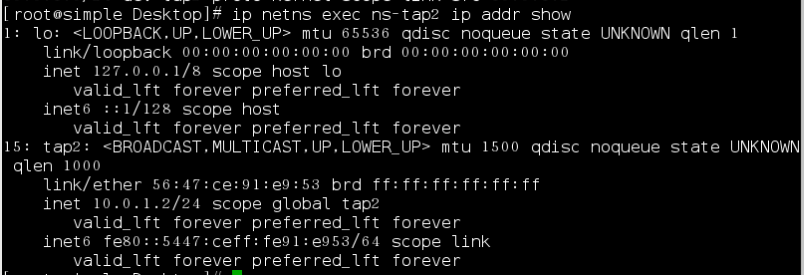 [root@simple Desktop]# ip netns exec ns-tap2 ip addr show
1: lo: <LOOPBACK.UP.LOWER_UP> mtu 65536 qdisc noqueue state UNKNOWN qlen 1
link/loopback 00:00:00:00:00:00 brd 00:00:00:00:00:00
inet 127.0.0.1/8 scope host lo
valid_lft forever preferred_lft forever
inet6 ::1/128 scope host
valid_lft forever preferred_lft forever
15: tap2: <BROADCAST.MULTICAST.UP.LOWER_UP> mtu 1500 qdisc noqueue state UNKNOWN
qlen 1000
link/ether 56:47:ce:91:e9:53 brd ff:ff:ff:ff:ff:ff
inet 10.0.1.2/24 scope global tap2
valid_lft forever preferred_lft forever
inet6 fe80::5447:ceff:fe91:e953/64 scope link
valid_lft forever preferred_lft forever